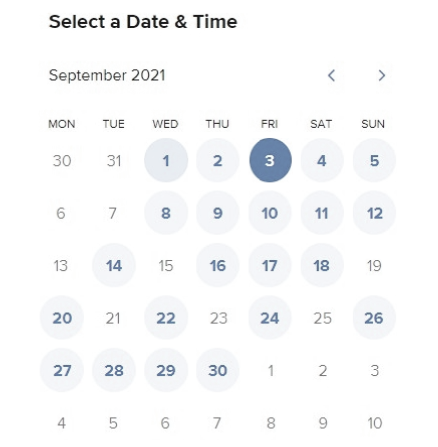 Select a Date & Time
September 2021
MON TUE WED THU FRI SAT SUN
30 31 1 2 3 4 5
6 7 8 9 10 11 12
13 14 15 16 17 18 19
20 21 22 23 24 25 26
27 28 29 30 1 2 3
4 5 6 7 8 9 10